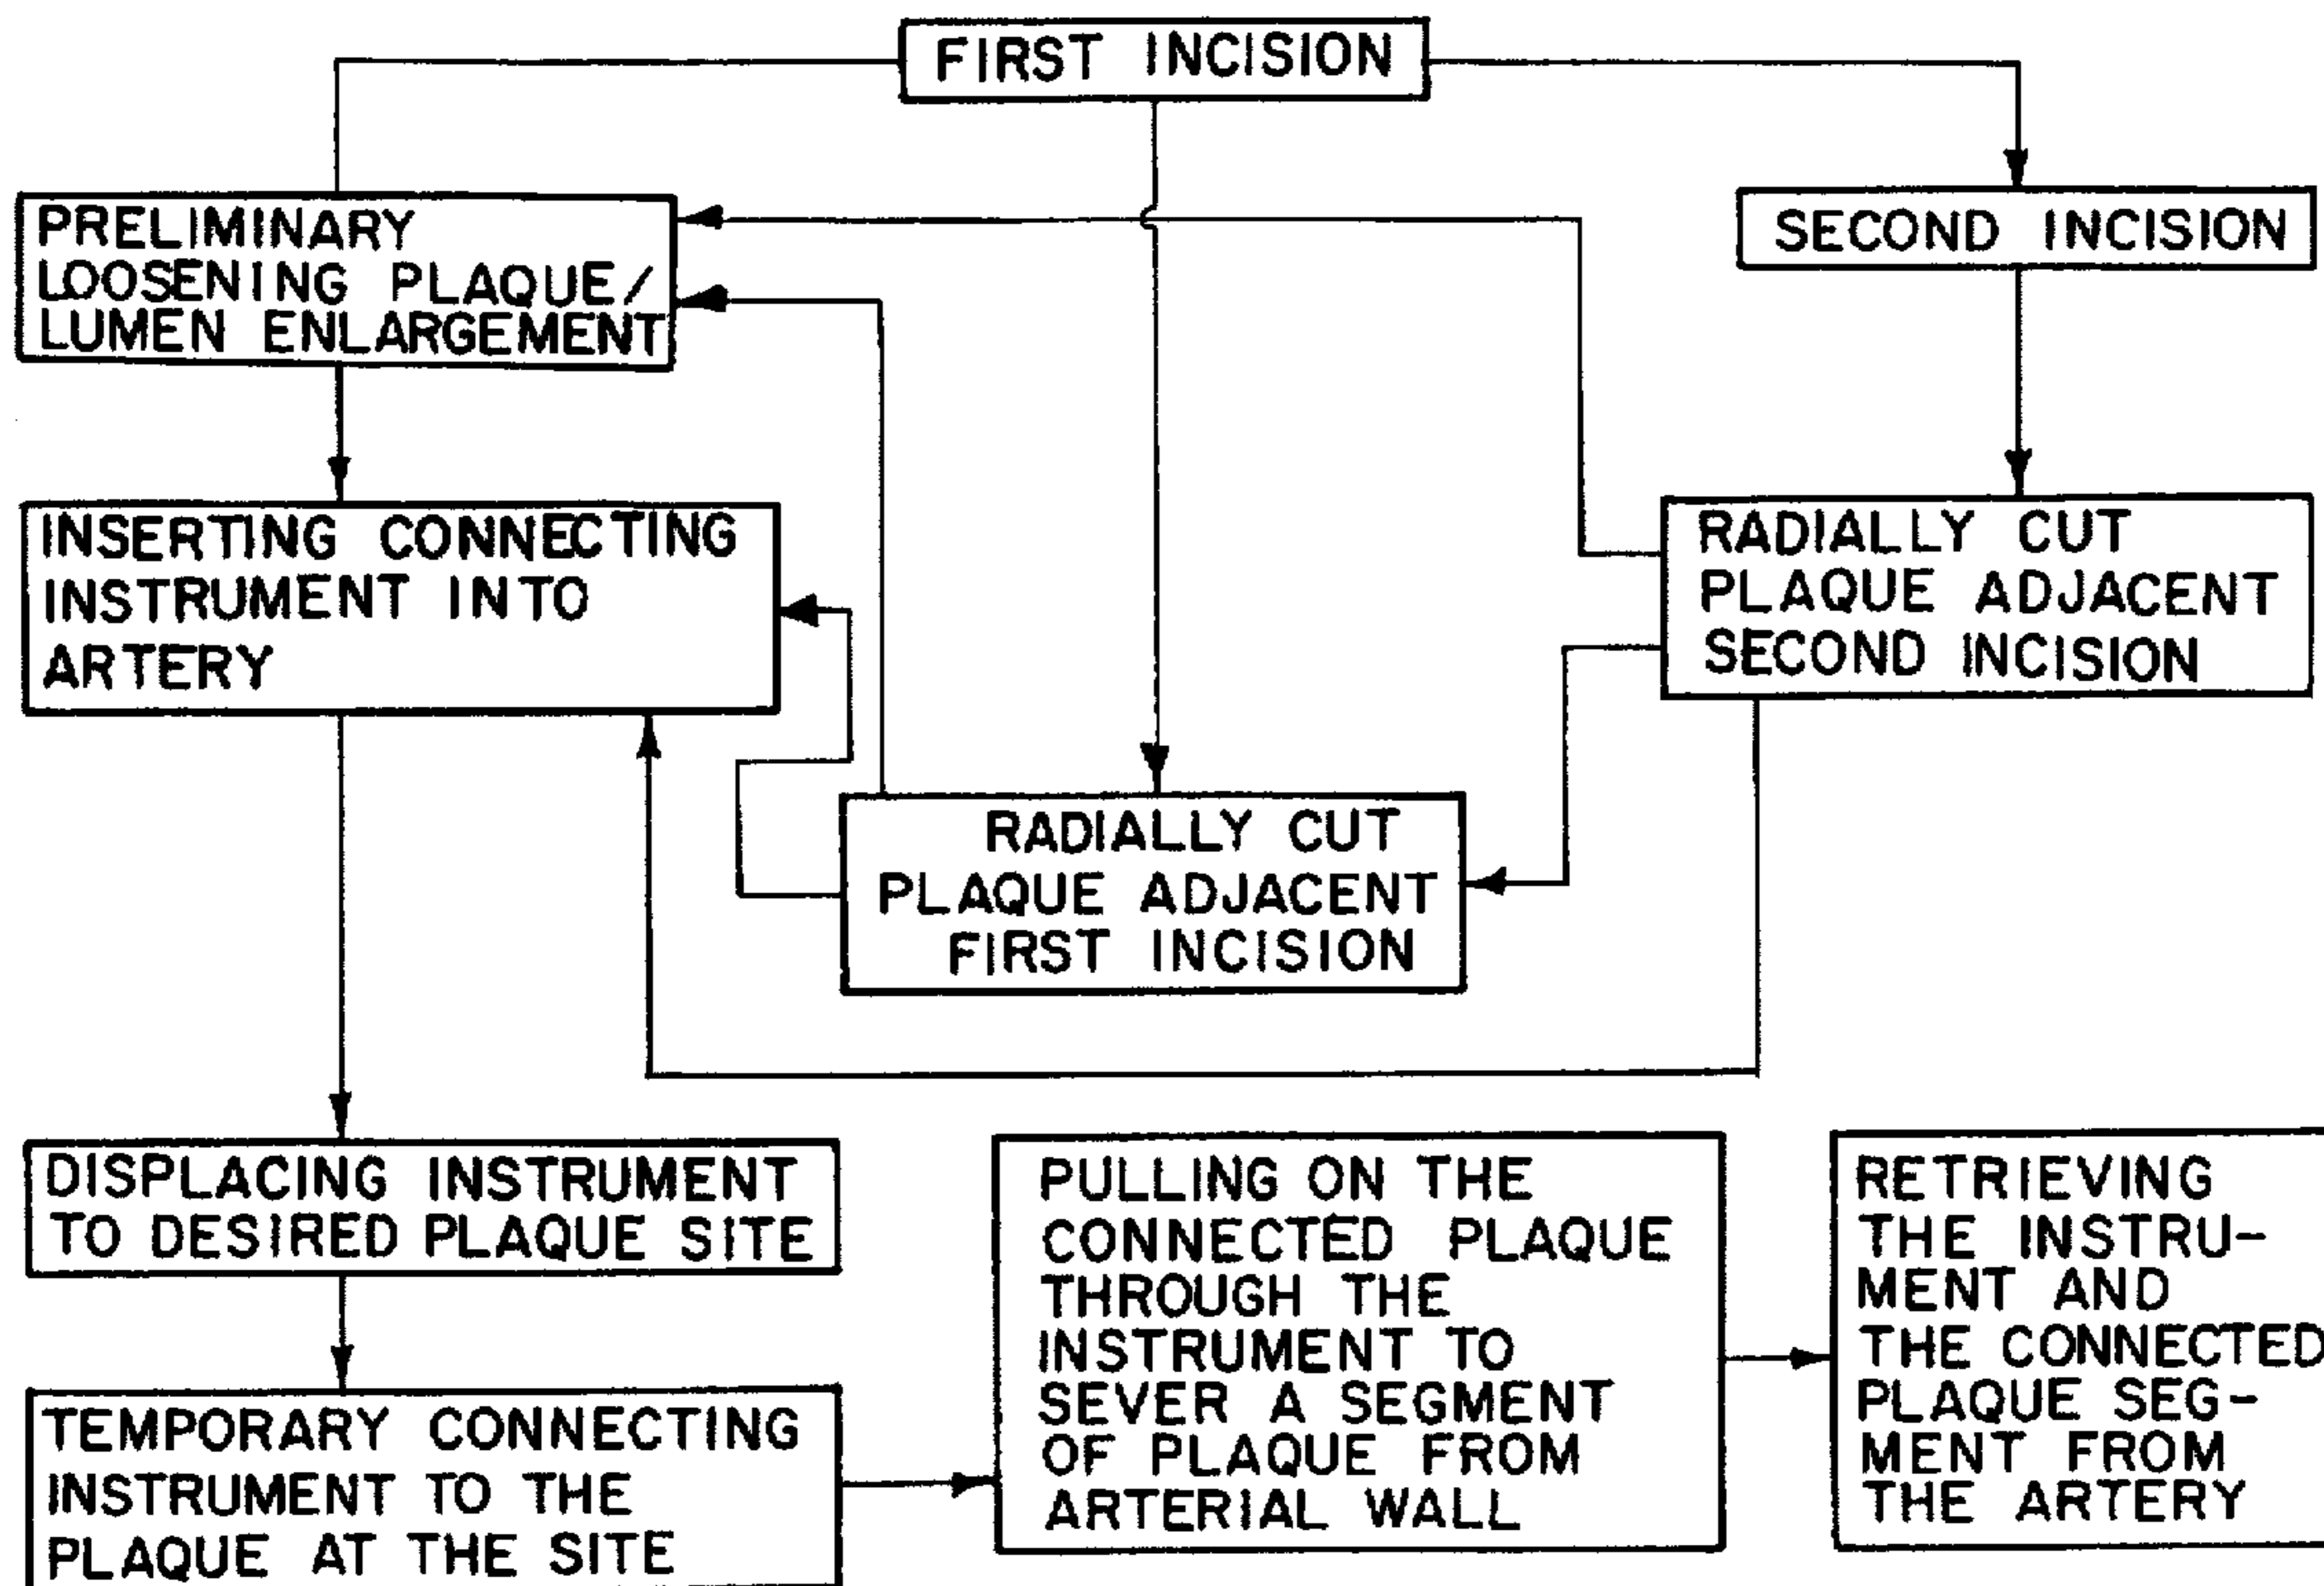 FIRST INCISION
PRELIMINARY
LOOSENING PLAQUE/
LUMEN ENLARGEMENT
SECOND INCISION
INSERTING CONNECTING
INSTRUMENT INTO
ARTERY
RADIALLY CUT
PLAQUE ADJACENT
SECOND INCISION
RADIALLY CUT
PLAQUE ADJACENT
FIRST INCISION
DISPLACING INSTRUMENT
TO DESIRED PLAQUE SITE
TEMPORARY CONNECTING
INSTRUMENT TO THE
PLAQUE AT THE SITE
PULLING ON THE
CONNECTED PLAQUE
THROUGH THE
INSTRUMENT TO
SEVER A SEGMENT
OF PLAQUE FROM
ARTERIAL WALL
RETRIEVING
THE INSTRU-
MENT AND
THE CONNECTED
PLAQUE SEG-
MENT FROM
THE ARTERY